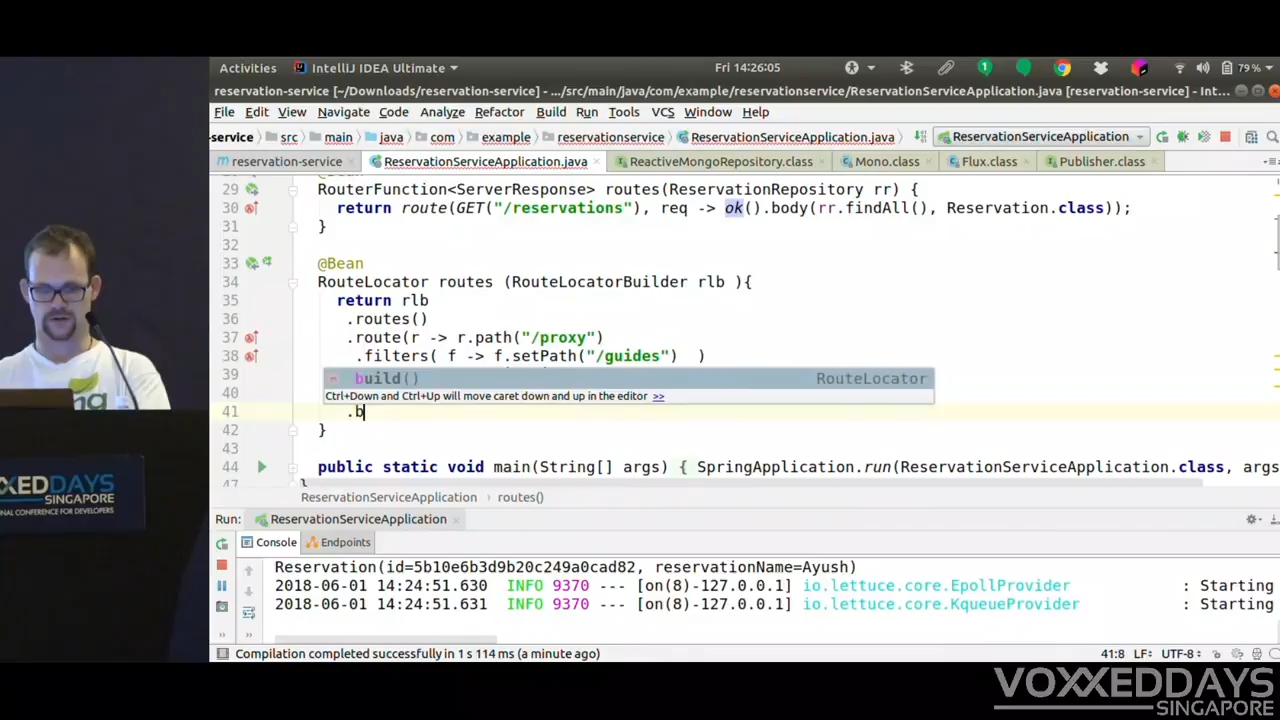 Activities
IntelliJ IDEA Ultimate
Fri 14:26:05
1
79%
reservation-service [~/Downloads/reservation-service] - .../src/main/java/com/example/reservationservice/ReservationServiceApplication.java [reservation-service] - Int...
File Edit View Navigate Code Analyze Refactor Build Run Tools VCS Window Help
-service src main java com example reservationservice ReservationServiceApplication.java ReservationServiceApplication
m reservation-service ReservationServiceApplication.java ReactiveMongoRepository.class Mono.class Flux.class Publisher.class
29 RouterFunction<ServerResponse> routes(ReservationRepository rr) {
30 return route(GET("/reservations"), req -> ok().body(rr.findAll(), Reservation.class));
31 }
32
33 @Bean
34 RouteLocator routes (RouteLocatorBuilder rlb ){
35 return rlb
36 .routes()
37 .route(r -> r.path("/proxy")
38 .filters( f -> f.setPath("/guides") )
39 m build() RouteLocator
40 Ctrl+Down and Ctrl+Up will move caret down and up in the editor >>
41 .b
42 }
43
44 public static void main(String[] args) { SpringApplication.run(ReservationServiceApplication.class, args
47 }
ReservationServiceApplication > routes()
Run: ReservationServiceApplication
Console Endpoints
Reservation(id=5b10e6b3d9b20c249a0cad82, reservationName=Ayush)
2018-06-01 14:24:51.630 INFO 9370 --- [on(8)-127.0.0.1] io.lettuce.core.EpollProvider : Starting
2018-06-01 14:24:51.631 INFO 9370 --- [on(8)-127.0.0.1] io.lettuce.core.KqueueProvider : Starting
Compilation completed successfully in 1 s 114 ms (a minute ago)
41:8 LF: UTF-8:
XEDDAYS
SINGAPORE
ONAL CONFERENCE FOR DEVELOPERS
VOXXEDDAYS
SINGAPORE